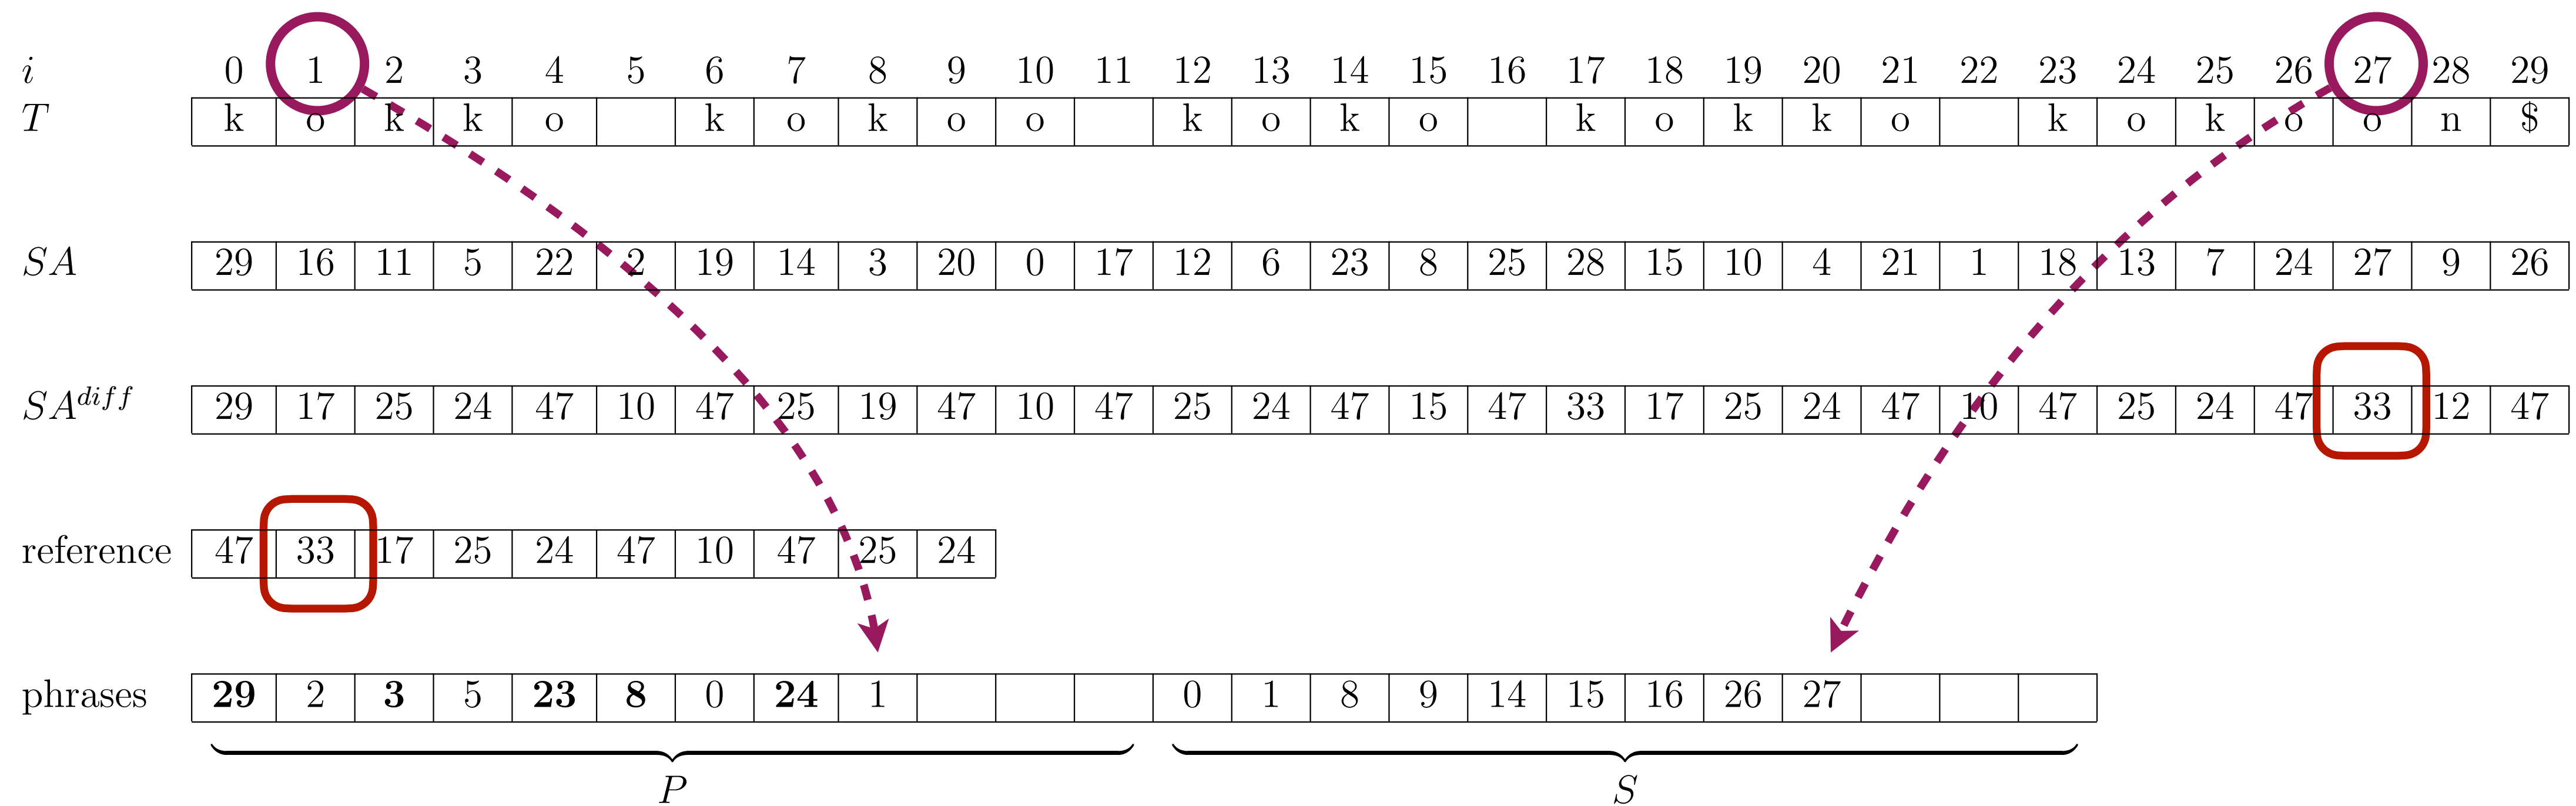 i 0 1 2 3 4 5 6 7 8 9 10 11 12 13 14 15 16 17 18 19 20 21 22 23 24 25 26 27 28 29
T k o k k o k o k o o k o k o k o k k o k o k o o n $
SA 29 16 11 5 22 2 19 14 3 20 0 17 12 6 23 8 25 28 15 10 4 21 1 18 13 7 24 27 9 26
SA^diff 29 17 25 24 47 10 47 25 19 47 10 47 25 24 47 15 47 33 17 25 24 47 10 47 25 24 47 33 12 47
reference 47 33 17 25 24 47 10 47 25 24
phrases 29 2 3 5 23 8 0 24 1 0 1 8 9 14 15 16 26 27
P S